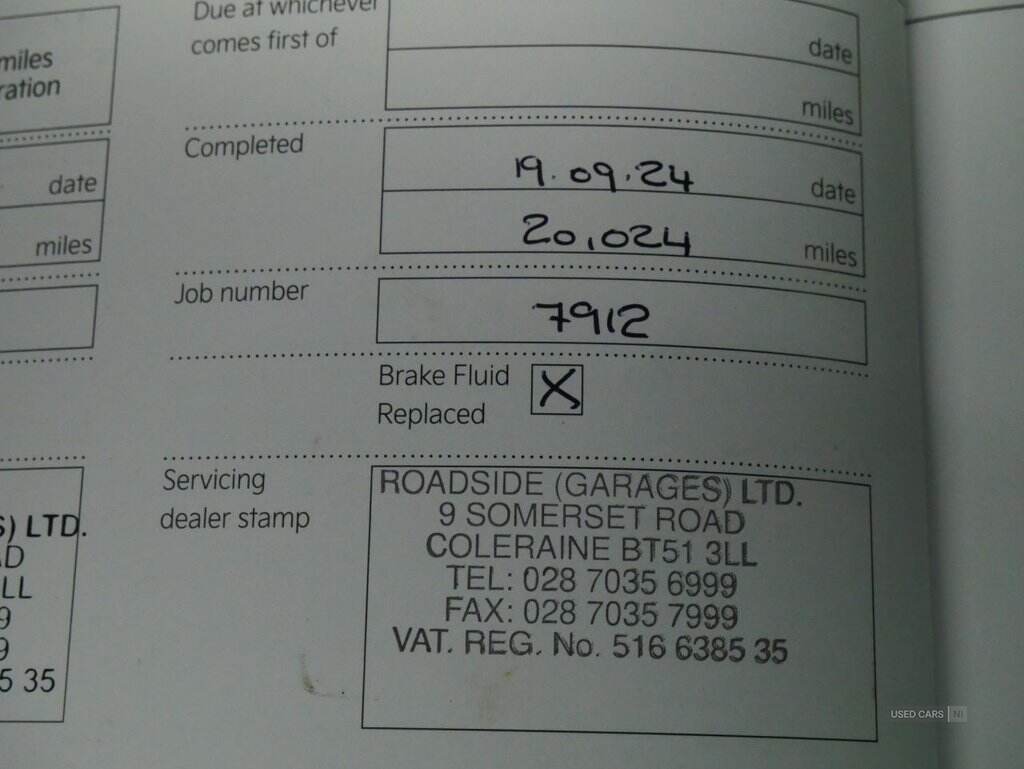 Due at whichever
comes first of
date
miles
miles
ration
Completed
19.09.24 date
20,024 miles
date
miles
Job number
7912
Brake Fluid
Replaced X
Servicing
dealer stamp
ROADSIDE (GARAGES) LTD.
9 SOMERSET ROAD
COLERAINE BT51 3LL
TEL: 028 7035 6999
FAX: 028 7035 7999
VAT. REG. No. 516 6385 35
S) LTD.
AD
LL
9
9
5 35
USED CARS NI